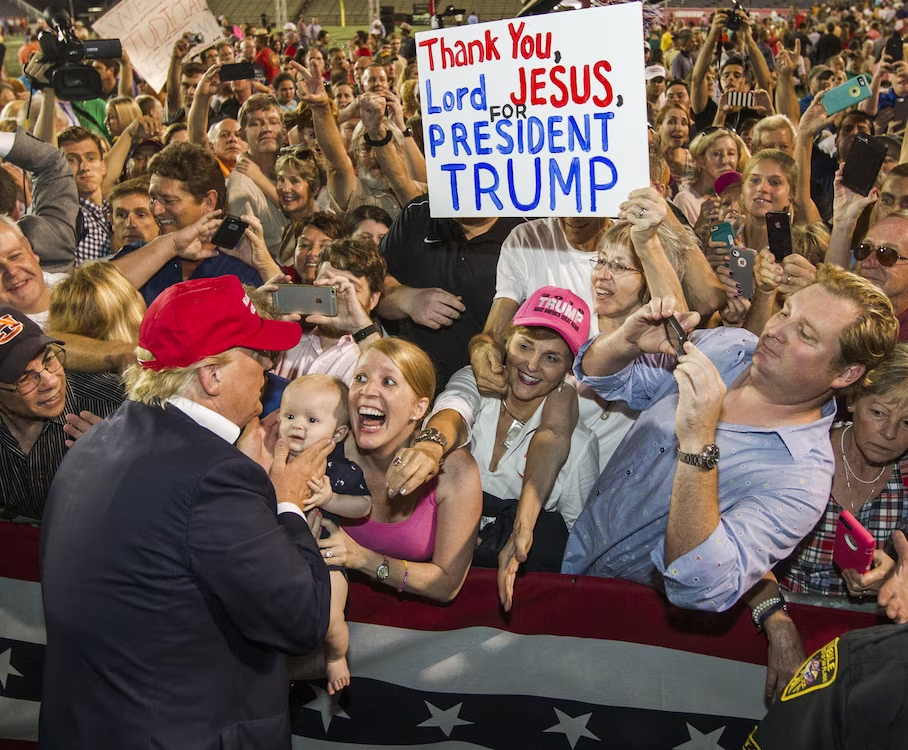 Thank You,
Lord JESUS,
FOR
PRESIDENT
TRUMP
TRUMP